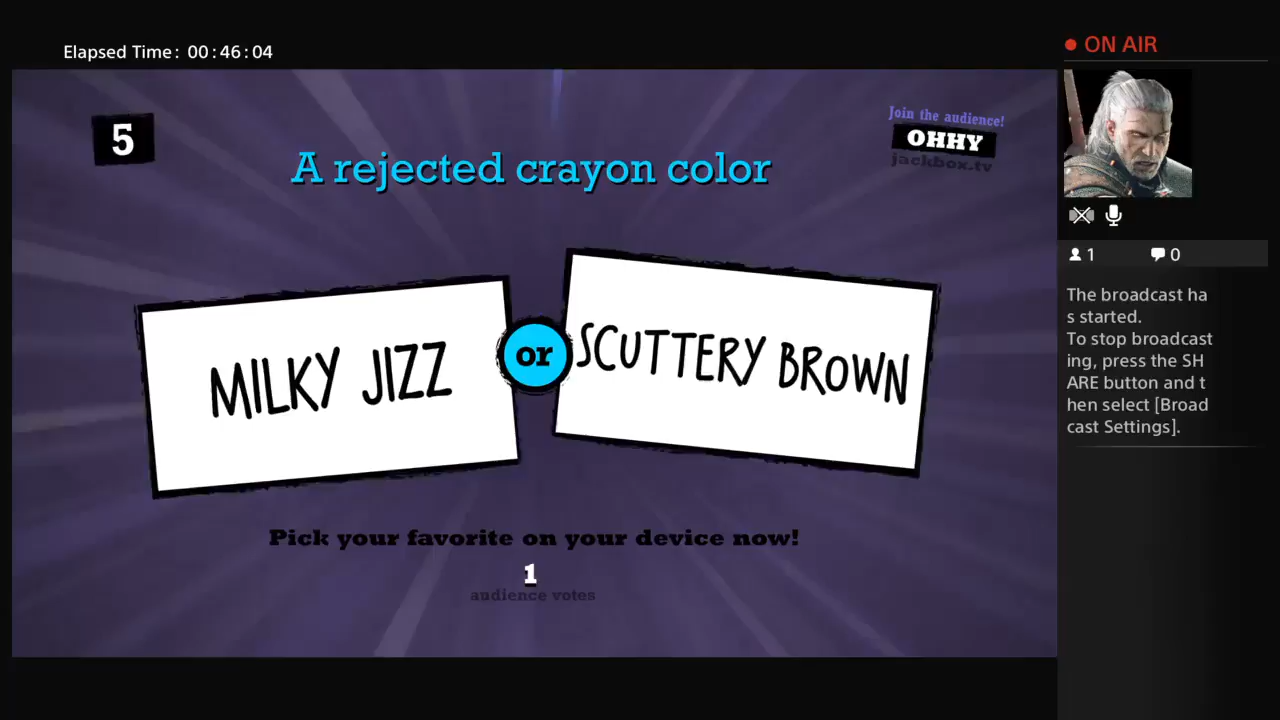 Elapsed Time: 00:46:04
ON AIR
5
Join the audience!
OHHY
jackbox.tv
A rejected crayon color
MILKY JIZZ
or
SCUTTERY BROWN
Pick your favorite on your device now!
1
audience votes
1
0
The broadcast ha
s started.
To stop broadcast
ing, press the SH
ARE button and t
hen select [Broad
cast Settings].